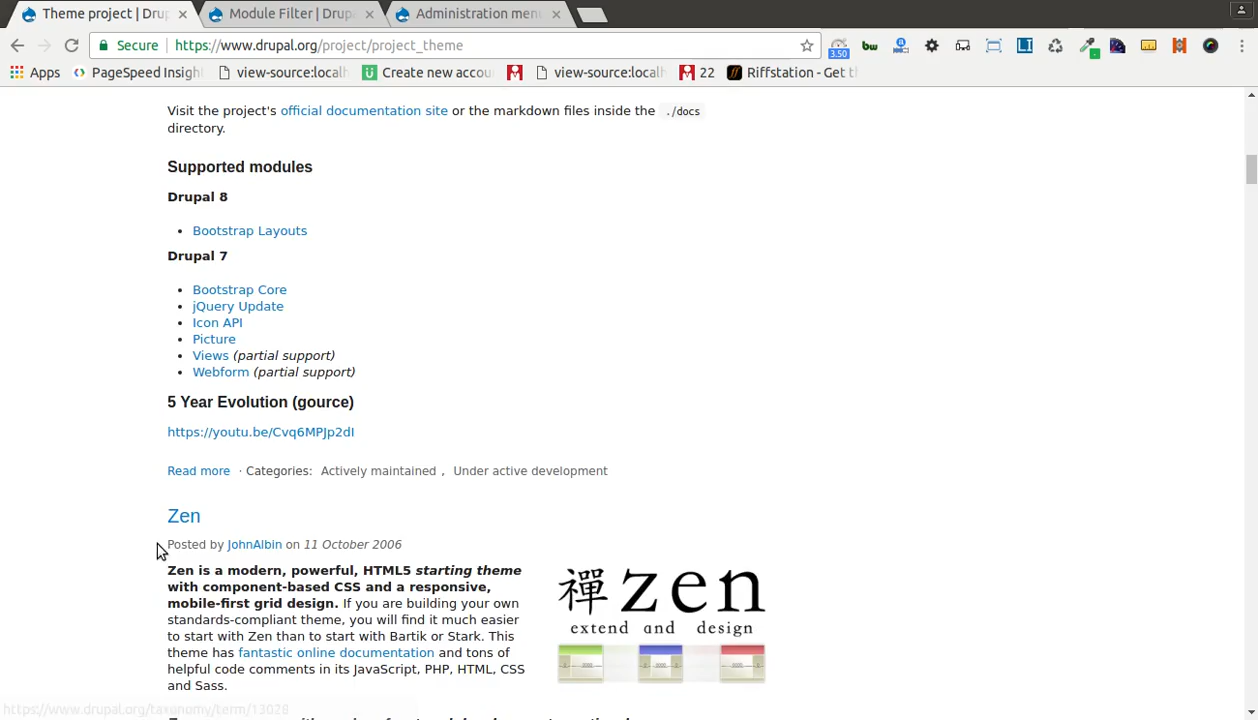 Theme project | Drup
Module Filter | Drupa
Administration menu
Secure
https://www.drupal.org/project/project_theme
3.50
bw
LI
Apps
PageSpeed Insigh
view-source:local
Create new accou
view-source:local
22
Riffstation - Get t
Visit the project's official documentation site or the markdown files inside the ./docs
directory.
Supported modules
Drupal 8
• Bootstrap Layouts
Drupal 7
• Bootstrap Core
• jQuery Update
• Icon API
• Picture
• Views (partial support)
• Webform (partial support)
5 Year Evolution (gource)
https://youtu.be/Cvq6MPJp2dI
Read more · Categories: Actively maintained , Under active development
Zen
Posted by JohnAlbin on 11 October 2006
Zen is a modern, powerful, HTML5 starting theme
with component-based CSS and a responsive,
mobile-first grid design. If you are building your own
standards-compliant theme, you will find it much easier
to start with Zen than to start with Bartik or Stark. This
theme has fantastic online documentation and tons of
helpful code comments in its JavaScript, PHP, HTML, CSS
and Sass.
禪 zen
extend and design
https://www.drupal.org/taxonomy/term/13028